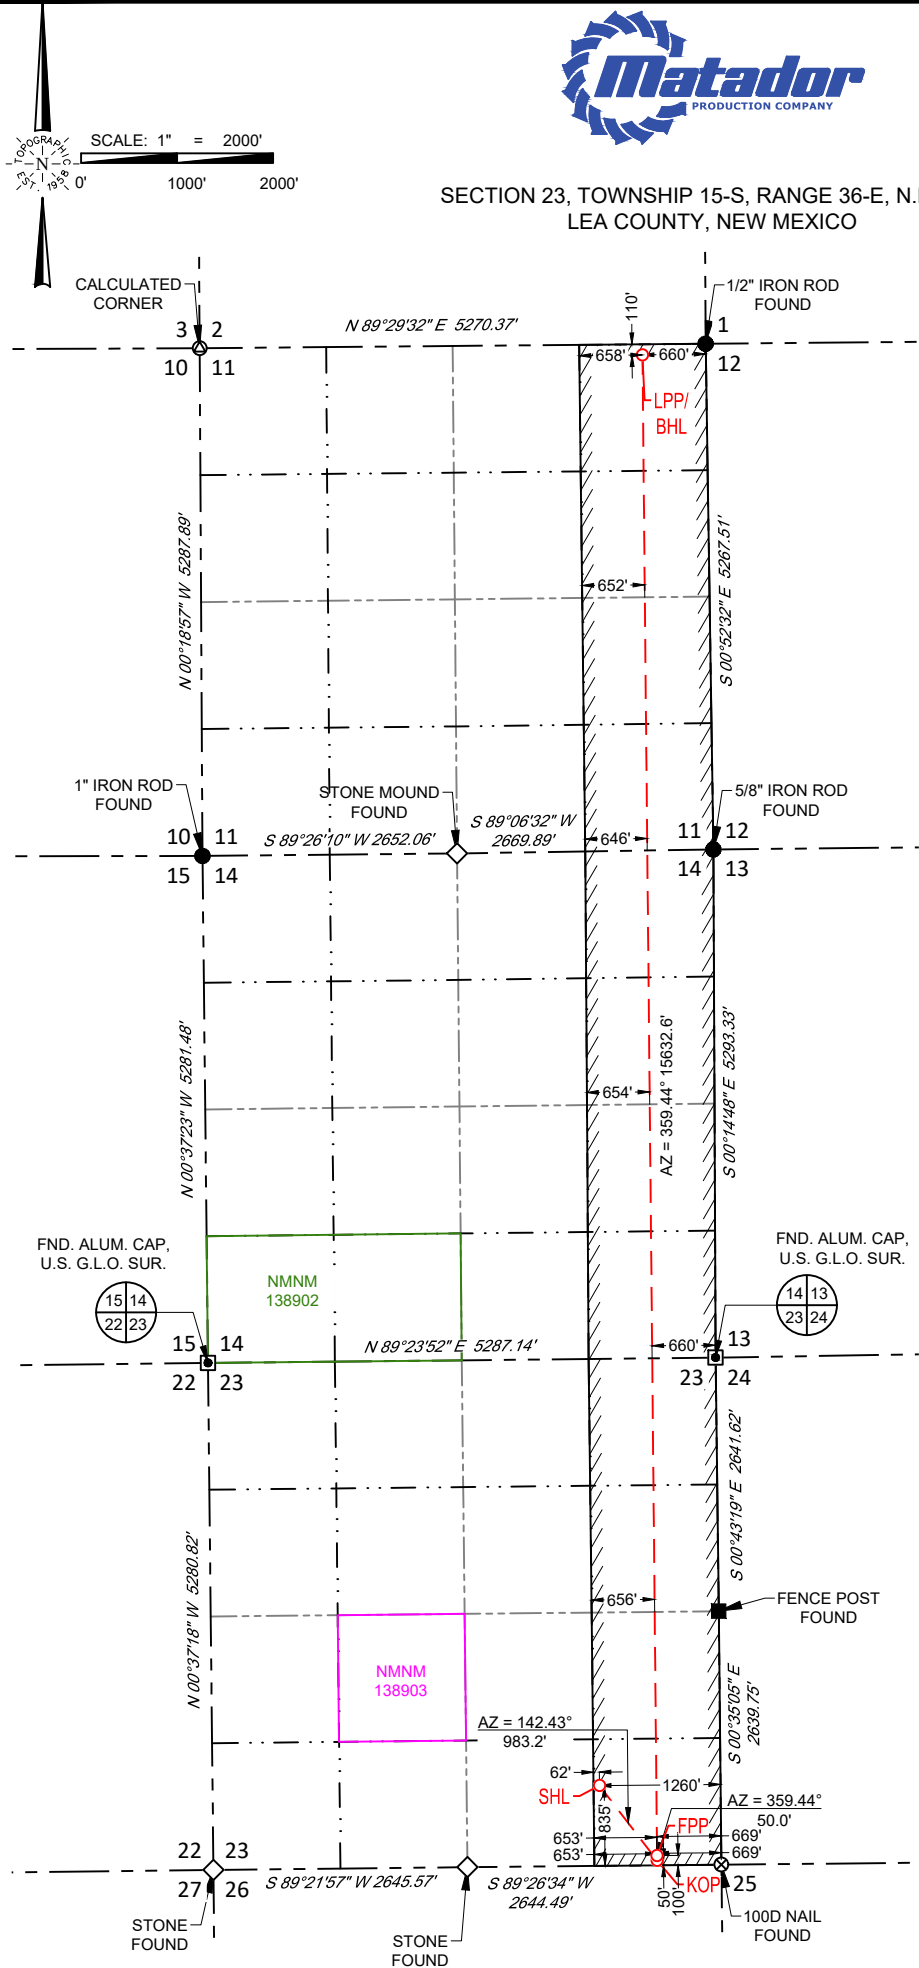 Matador
PRODUCTION COMPANY
SCALE: 1" = 2000'
0' 1000' 2000'
TOPOGRAPHIC
N
EST. 1958
SECTION 23, TOWNSHIP 15-S, RANGE 36-E,
LEA COUNTY, NEW MEXICO
CALCULATED
CORNER
1/2" IRON ROD
FOUND
N 89°29'32" E 5270.37'
110'
3 2
10 11
1
12
658' 660'
LPP/
BHL
N 00°18'57" W 5287.89'
S 00°52'32" E 5267.51'
652'
1" IRON ROD
FOUND
STONE MOUND
FOUND
5/8" IRON ROD
FOUND
10 11
15 14
S 89°26'10" W 2652.06'
S 89°06'32" W
2669.89'
646'
11 12
14 13
N 00°37'23" W 5281.48'
AZ = 359.44° 15632.6'
S 00°14'48" E 5293.33'
654'
FND. ALUM. CAP,
U.S. G.L.O. SUR.
15 14
22 23
NMNM
138902
FND. ALUM. CAP,
U.S. G.L.O. SUR.
14 13
23 24
15 14
22 23
N 89°23'52" E 5287.14'
660'
13
23 24
N 00°37'18" W 5280.82'
S 00°43'19" E 2641.62'
656'
FENCE POST
FOUND
NMNM
138903
S 00°35'05" E
2639.75'
AZ = 142.43°
983.2'
62'
SHL
1260'
835'
AZ = 359.44°
50.0'
FPP
653' 669'
653' 669'
KOP
50'
100'
22 23
27 26
S 89°21'57" W 2645.57'
S 89°26'34" W
2644.49'
25
STONE
FOUND
STONE
FOUND
100D NAIL
FOUND